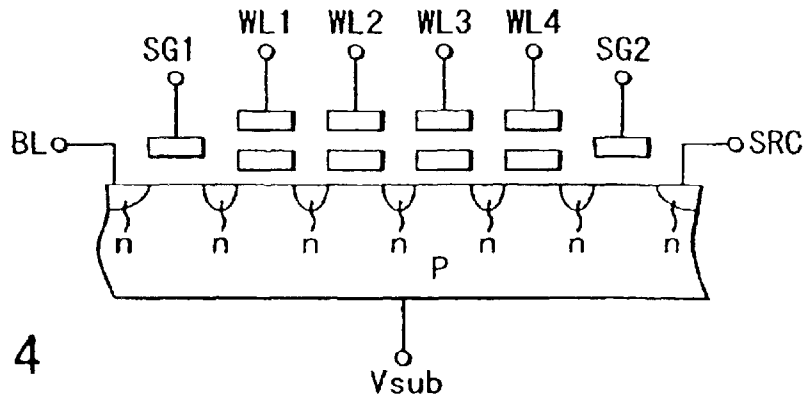 WL1 WL2 WL3 WL4
SG1 SG2
BL SRC
n n n n n n n
P
4
Vsub